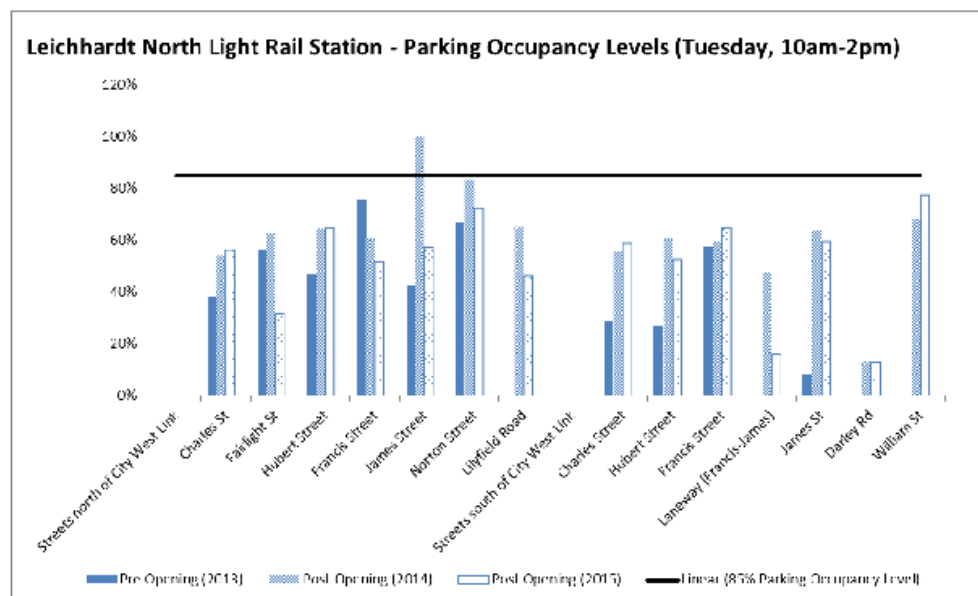 Leichhardt North Light Rail Station - Parking Occupancy Levels (Tuesday, 10am-2pm)
120%
100%
80%
60%
40%
20%
0%
Streets north of City West Link
Charles St
Fairlight St
Hubert Street
Francis Street
James Street
Norton Street
Lilyfield Road
Streets south of City West Link
Charles Street
Hubert Street
Francis Street
Laneway (Francis-James)
James St
Darley Rd
William St
Pre Opening (2013) Post Opening (2014) Post Opening (2015) Linear (85% Parking Occupancy Level)